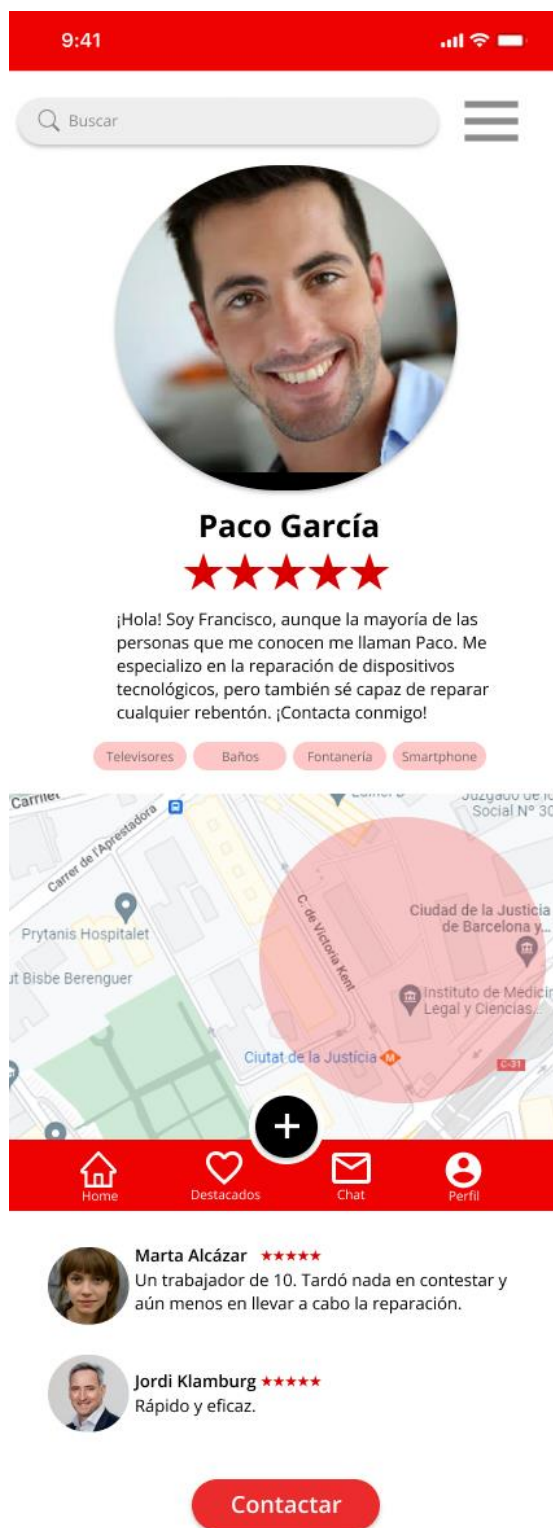 9:41
Buscar
Paco García
¡Hola! Soy Francisco, aunque la mayoría de las
personas que me conocen me llaman Paco. Me
especializo en la reparación de dispositivos
tecnológicos, pero también sé capaz de reparar
cualquier rebentón. ¡Contacta conmigo!
Televisores Baños Fontanería Smartphone
Carrilet
Social Nº 30
Carrer de l'Aprestadora
C. de Victoria Kent
Ciudad de la Justicia
de Barcelona y...
Prytanis Hospitalet
Bisbe Berenguer
Instituto de Medicin
Legal y Ciencias...
Ciutat de la Justícia M
C-31
Home Destacados Chat Perfil
Marta Alcázar
Un trabajador de 10. Tardó nada en contestar y
aún menos en llevar a cabo la reparación.
Jordi Klamburg
Rápido y eficaz.
Contactar